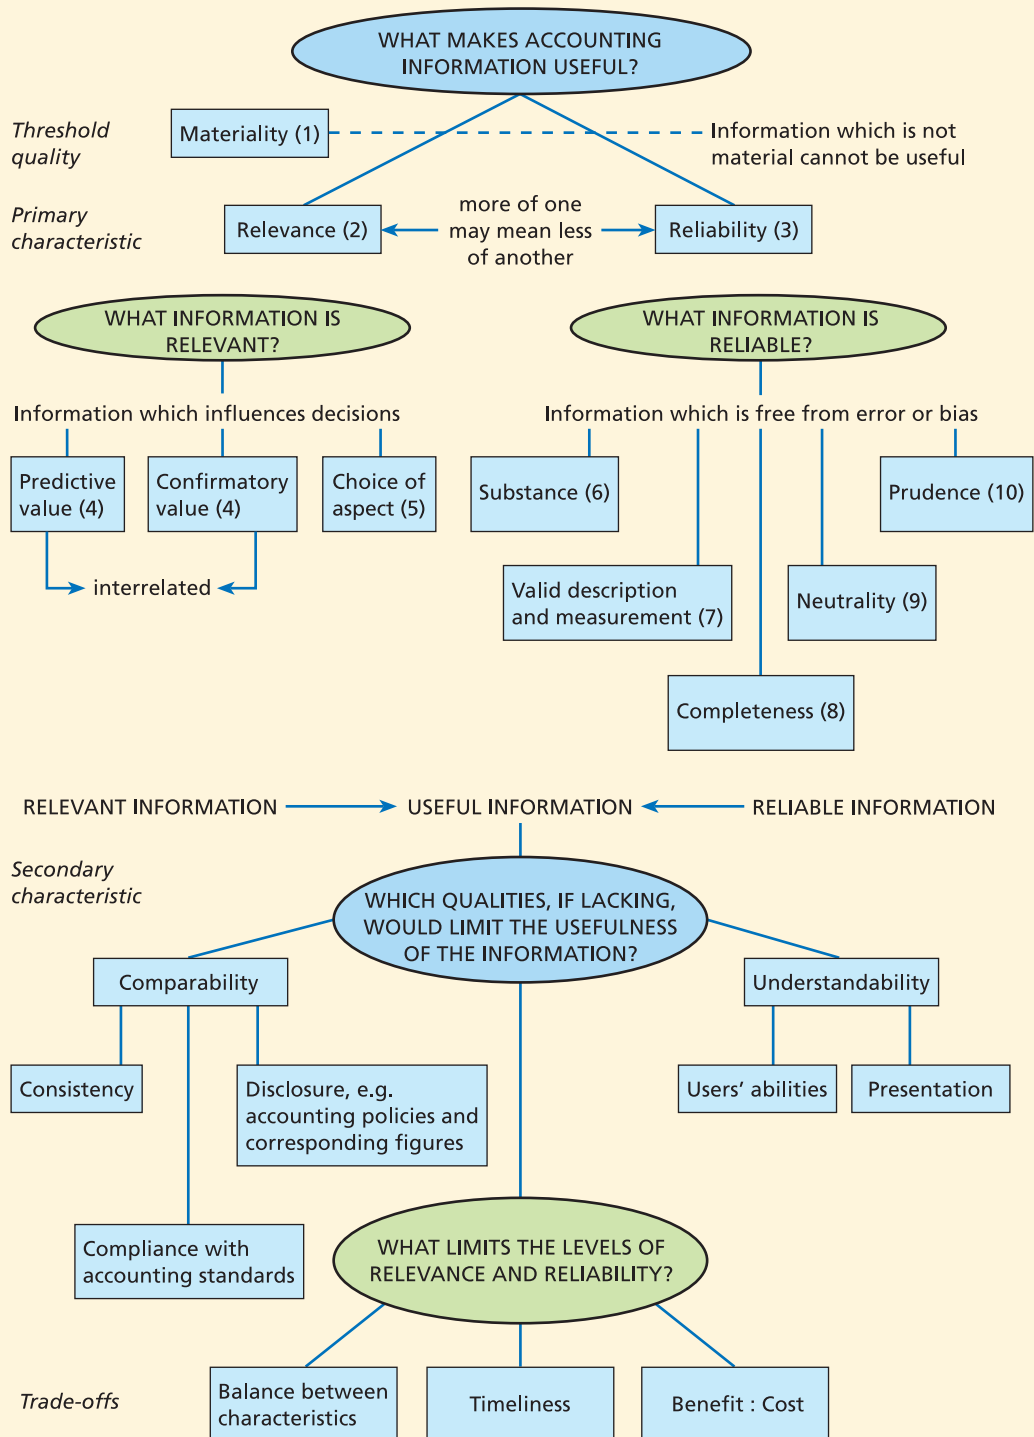 WHAT MAKES ACCOUNTING
INFORMATION USEFUL?
Threshold
quality
Materiality (1)
Information which is not
material cannot be useful
Primary
characteristic
Relevance (2)
more of one
may mean less
of another
Reliability (3)
WHAT INFORMATION IS
RELEVANT?
WHAT INFORMATION IS
RELIABLE?
Information which influences decisions
Information which is free from error or bias
Predictive
value (4)
Confirmatory
value (4)
Choice of
aspect (5)
Substance (6)
Prudence (10)
interrelated
Valid description
and measurement (7)
Neutrality (9)
Completeness (8)
RELEVANT INFORMATION
USEFUL INFORMATION
RELIABLE INFORMATION
Secondary
characteristic
WHICH QUALITIES, IF LACKING,
WOULD LIMIT THE USEFULNESS
OF THE INFORMATION?
Comparability
Understandability
Consistency
Disclosure, e.g.
accounting policies and
corresponding figures
Users' abilities
Presentation
Compliance with
accounting standards
WHAT LIMITS THE LEVELS OF
RELEVANCE AND RELIABILITY?
Trade-offs
Balance between
characteristics
Timeliness
Benefit : Cost